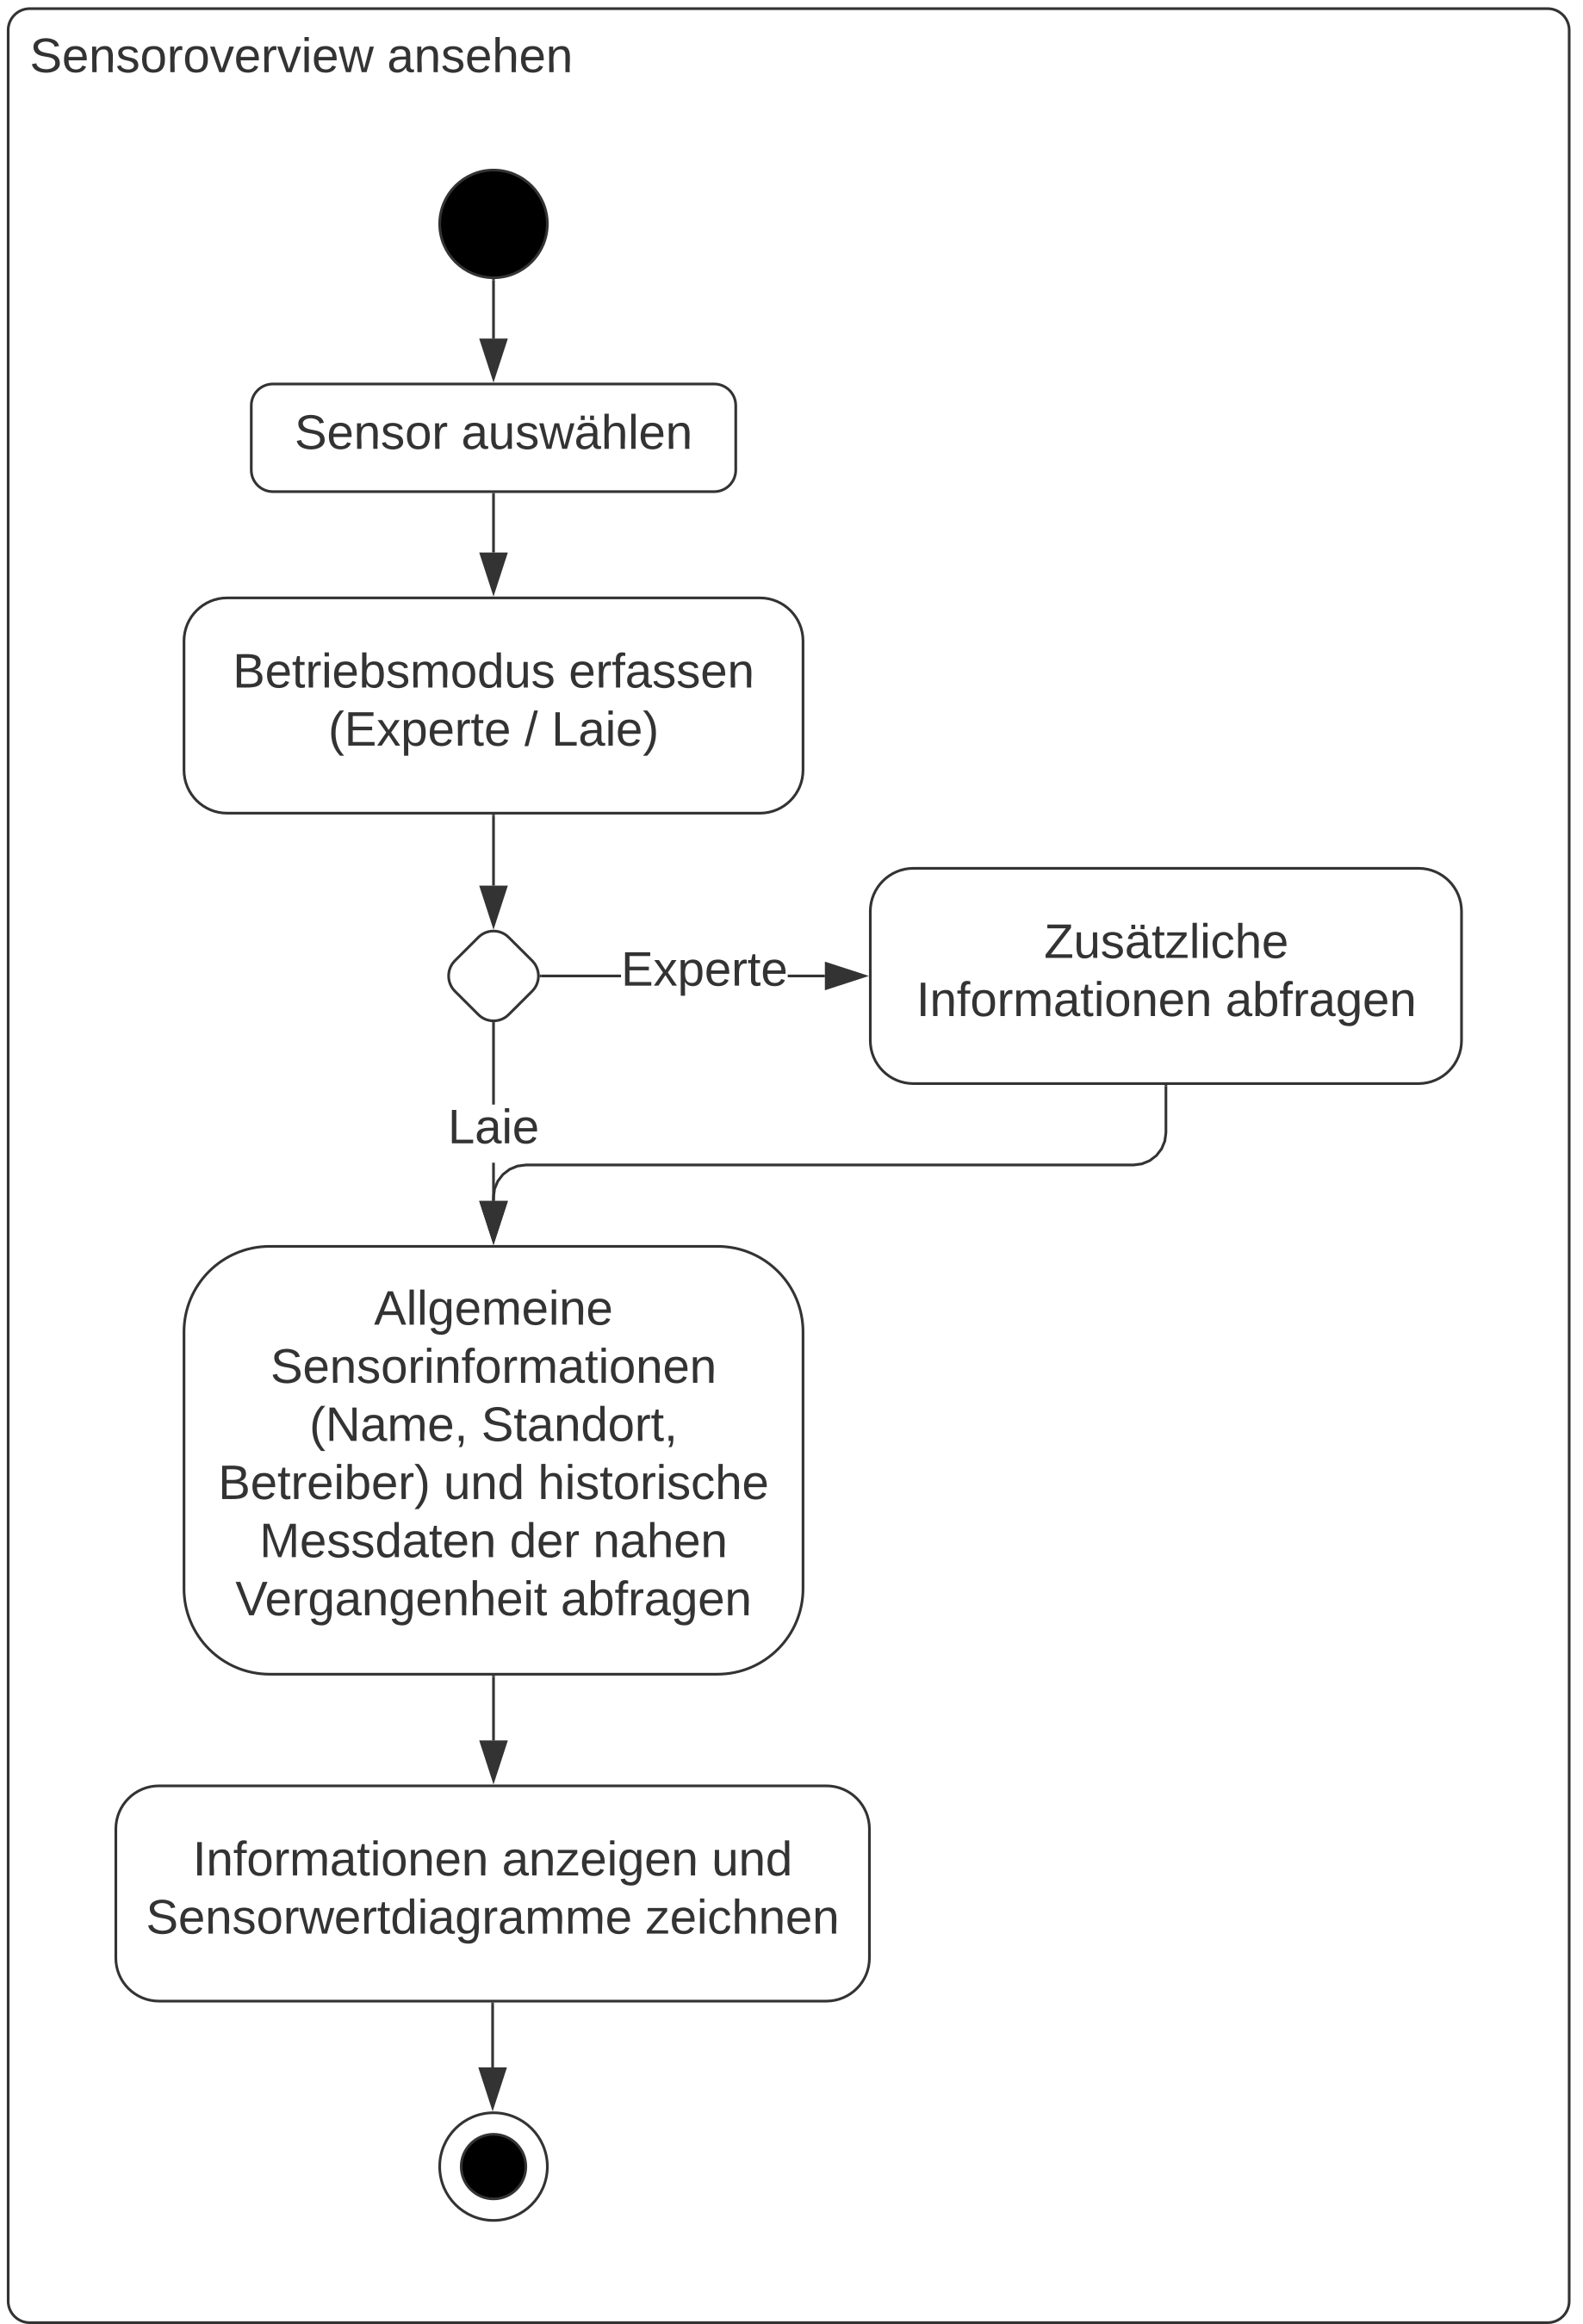 Sensoroverview ansehen
Sensor auswählen
Betriebsmodus erfassen
(Experte / Laie)
Experte
Zusätzliche
Informationen abfragen
Laie
Allgemeine
Sensorinformationen
(Name, Standort,
Betreiber) und historische
Messdaten der nahen
Vergangenheit abfragen
Informationen anzeigen und
Sensorwertdiagramme zeichnen